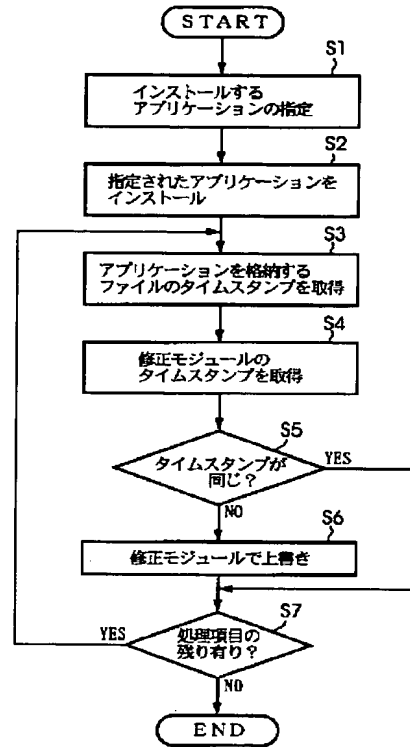 START
S1
インストールする
アプリケーションの指定
S2
指定されたアプリケーションを
インストール
S3
アプリケーションを格納する
ファイルのタイムスタンプを取得
S4
修正モジュールの
タイムスタンプを取得
S5
タイムスタンプが
同じ？
YES
NO
S6
修正モジュールで上書き
S7
処理項目の
残り有り？
YES
NO
END